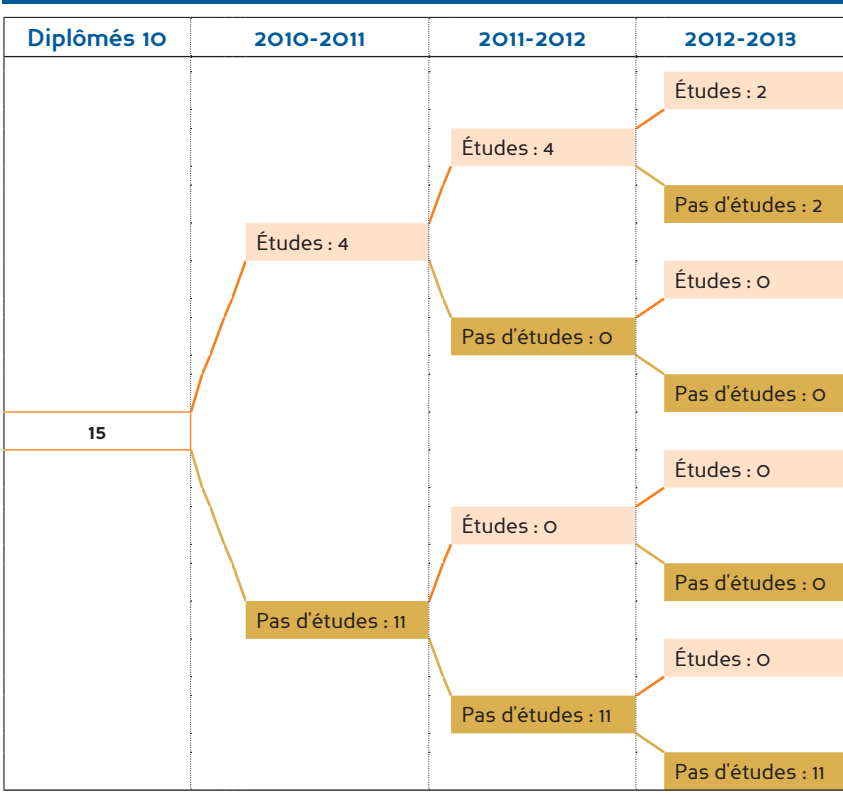 Diplômés 10 2010-2011 2011-2012 2012-2013
Études : 2
Études : 4
Pas d'études : 2
Études : 4
Études : 0
Pas d'études : 0
Pas d'études : 0
15
Études : 0
Études : 0
Pas d'études : 0
Pas d'études : 11
Études : 0
Pas d'études : 11
Pas d'études : 11